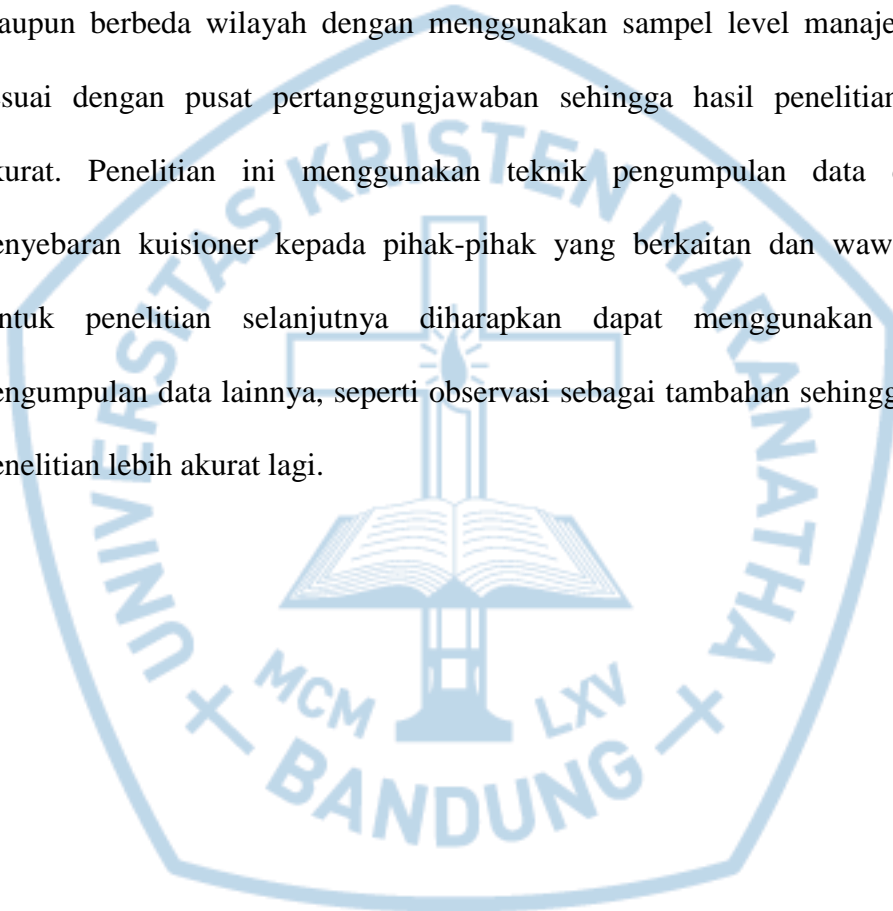 aupun berbeda wilayah dengan menggunakan sampel level manaje
suai dengan pusat pertanggungjawaban sehingga hasil penelitian
kurat. Penelitian ini menggunakan teknik pengumpulan data
enyebaran kuisioner kepada pihak-pihak yang berkaitan dan waw
ntuk penelitian selanjutnya diharapkan dapat menggunakan
engumpulan data lainnya, seperti observasi sebagai tambahan sehingg
enelitian lebih akurat lagi.
UNIVERSITAS KRISTEN MARANATHA
MCM LXV
BANDUNG